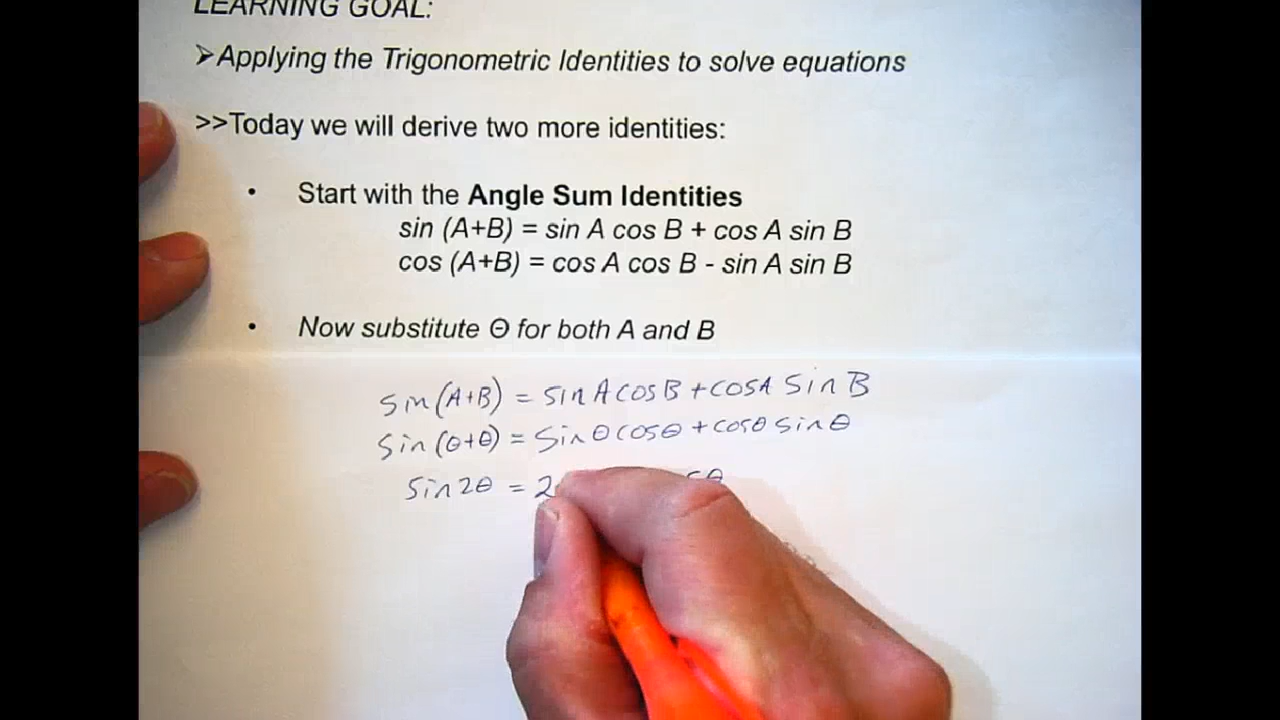 LEARNING GOAL:
➢Applying the Trigonometric Identities to solve equations
>>Today we will derive two more identities:
• Start with the Angle Sum Identities
sin (A+B) = sin A cos B + cos A sin B
cos (A+B) = cos A cos B - sin A sin B
• Now substitute Θ for both A and B
sin(A+B) = sin A cos B + cos A sin B
sin(θ+θ) = sin θ cos θ + cos θ sin θ
sin 2θ = 2